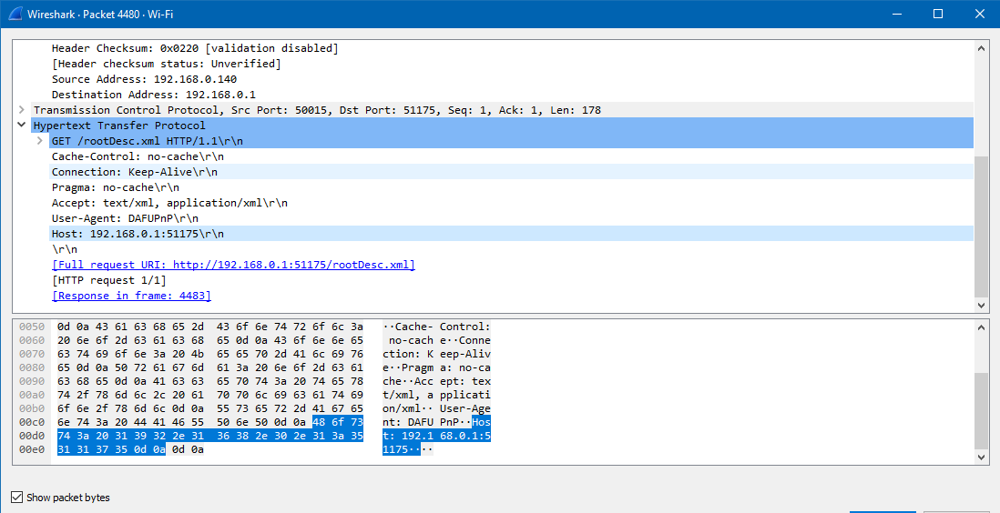 Wireshark · Packet 4480 · Wi-Fi
Header Checksum: 0x0220 [validation disabled]
[Header checksum status: Unverified]
Source Address: 192.168.0.140
Destination Address: 192.168.0.1
Transmission Control Protocol, Src Port: 50015, Dst Port: 51175, Seq: 1, Ack: 1, Len: 178
Hypertext Transfer Protocol
GET /rootDesc.xml HTTP/1.1\r\n
Cache-Control: no-cache\r\n
Connection: Keep-Alive\r\n
Pragma: no-cache\r\n
Accept: text/xml, application/xml\r\n
User-Agent: DAFUPnP\r\n
Host: 192.168.0.1:51175\r\n
\r\n
[Full request URI: http://192.168.0.1:51175/rootDesc.xml]
[HTTP request 1/1]
[Response in frame: 4483]
0050 0d 0a 43 61 63 68 65 2d 43 6f 6e 74 72 6f 6c 3a ··Cache- Control:
0060 20 6e 6f 2d 63 61 63 68 65 0d 0a 43 6f 6e 6e 65 no-cach e··Conne
0070 63 74 69 6f 6e 3a 20 4b 65 65 70 2d 41 6c 69 76 ction: K eep-Aliv
0080 65 0d 0a 50 72 61 67 6d 61 3a 20 6e 6f 2d 63 61 e··Pragm a: no-ca
0090 63 68 65 0d 0a 41 63 63 65 70 74 3a 20 74 65 78 che··Acc ept: tex
00a0 74 2f 78 6d 6c 2c 20 61 70 70 6c 69 63 61 74 69 t/xml, a pplicati
00b0 6f 6e 2f 78 6d 6c 0d 0a 55 73 65 72 2d 41 67 65 on/xml·· User-Age
00c0 6e 74 3a 20 44 41 46 55 50 6e 50 0d 0a 48 6f 73 nt: DAFU PnP··Hos
00d0 74 3a 20 31 39 32 2e 31 36 38 2e 30 2e 31 3a 35 t: 192.1 68.0.1:5
00e0 31 31 37 35 0d 0a 0d 0a 1175····
Show packet bytes